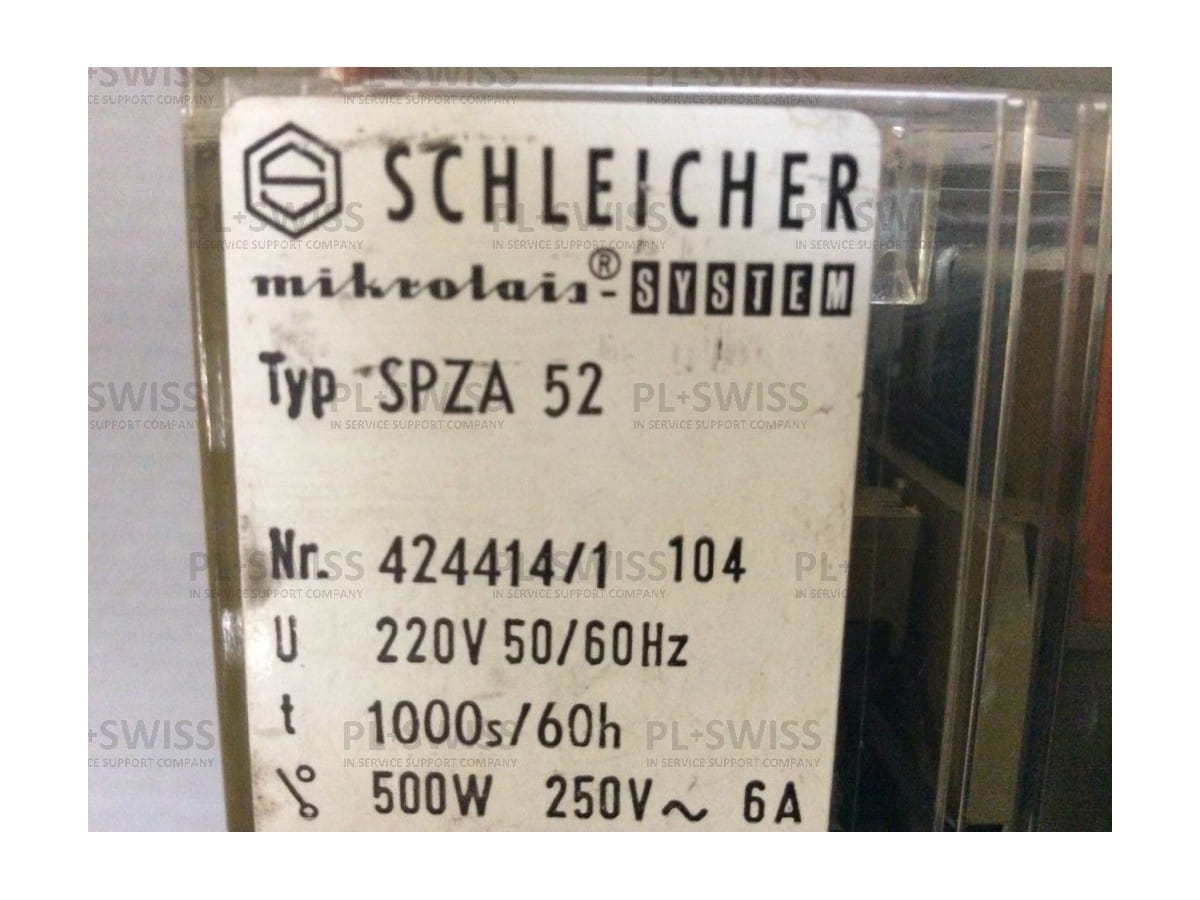 SCHLEICHER
mikrolais®-SYSTEM
Typ SPZA 52
Nr. 424414/1 104
U 220V 50/60Hz
t 1000s/60h
500W 250V~ 6A
PL+SWISS
IN SERVICE SUPPORT COMPANY